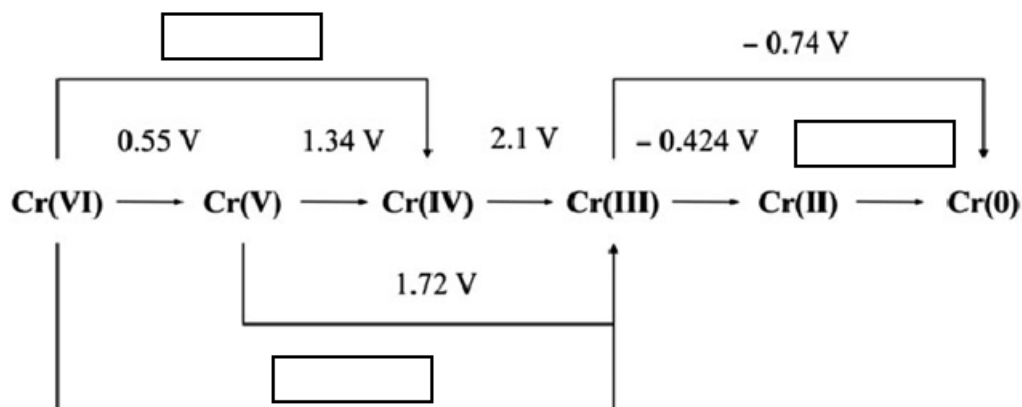 – 0.74 V
0.55 V 1.34 V 2.1 V – 0.424 V
Cr(VI) Cr(V) Cr(IV) Cr(III) Cr(II) Cr(0)
1.72 V